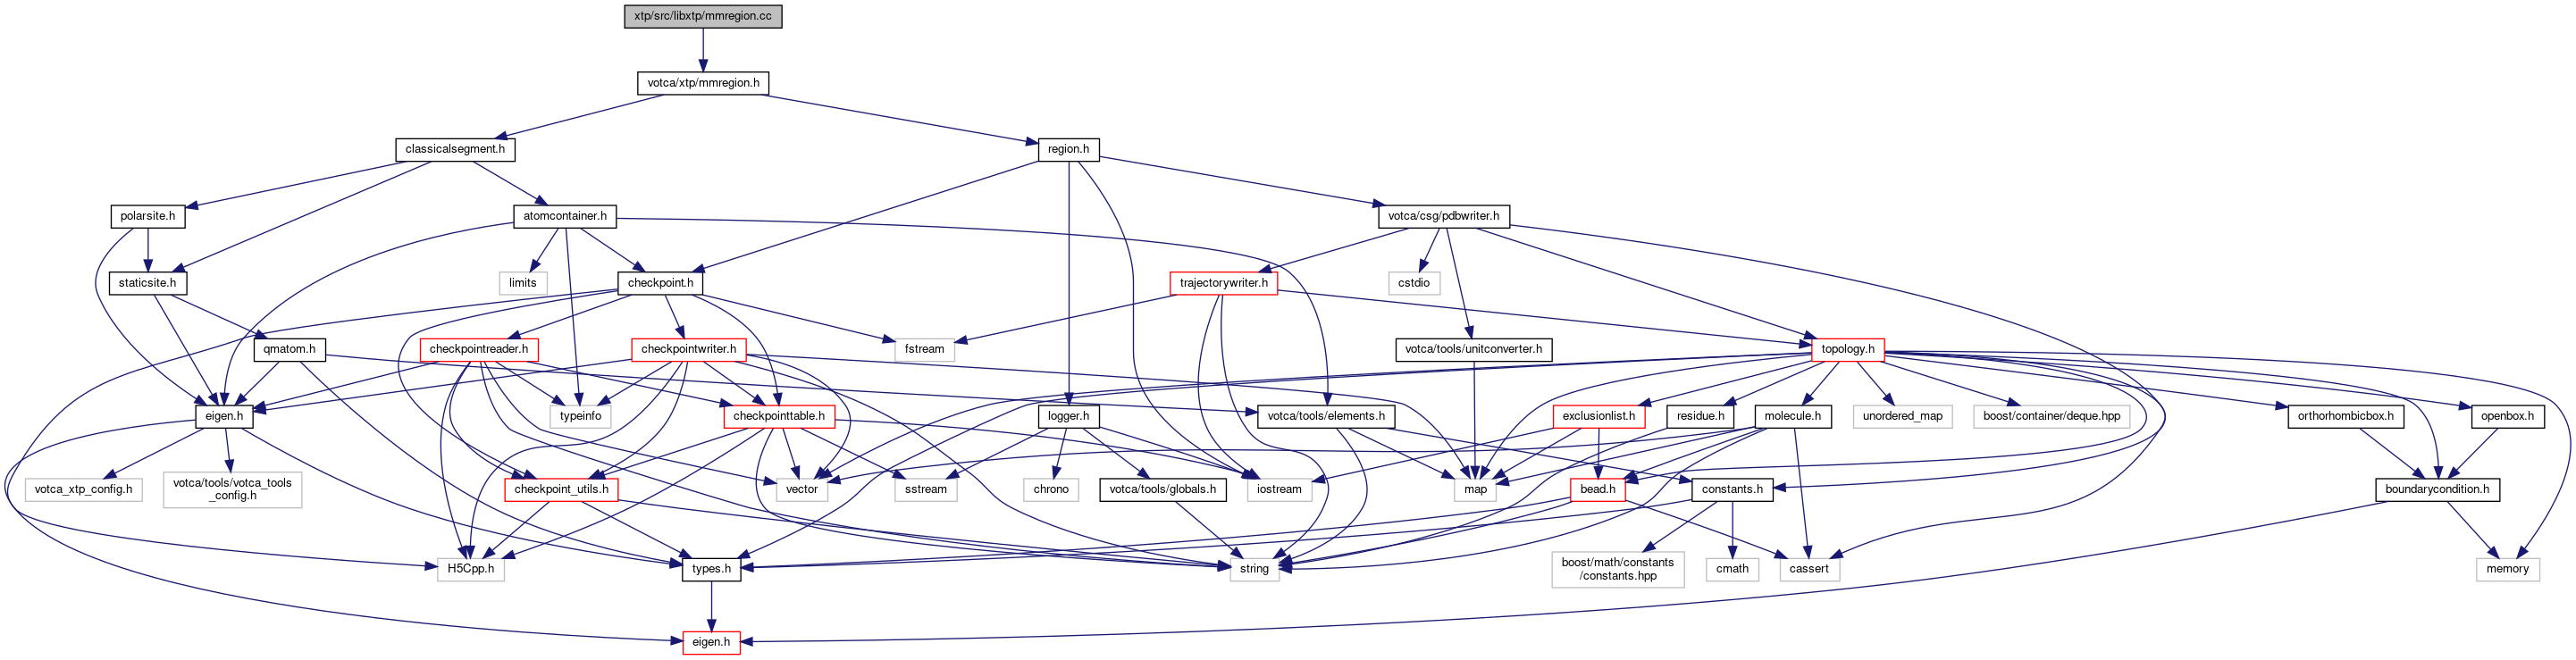 xtp/src/libxtp/mmregion.cc
votca/xtp/mmregion.h
classicalsegment.h
region.h
polarsite.h
atomcontainer.h
votca/csg/pdbwriter.h
staticsite.h
limits
checkpoint.h
trajectorywriter.h
cstdio
qmatom.h
checkpointreader.h
checkpointwriter.h
fstream
votca/tools/unitconverter.h
topology.h
eigen.h
typeinfo
checkpointtable.h
logger.h
votca/tools/elements.h
exclusionlist.h
residue.h
molecule.h
unordered_map
boost/container/deque.hpp
orthorhombicbox.h
openbox.h
votca_xtp_config.h
votca/tools/votca_tools
_config.h
checkpoint_utils.h
vector
sstream
chrono
votca/tools/globals.h
iostream
map
bead.h
constants.h
boundarycondition.h
H5Cpp.h
types.h
string
boost/math/constants
/constants.hpp
cmath
cassert
memory
eigen.h